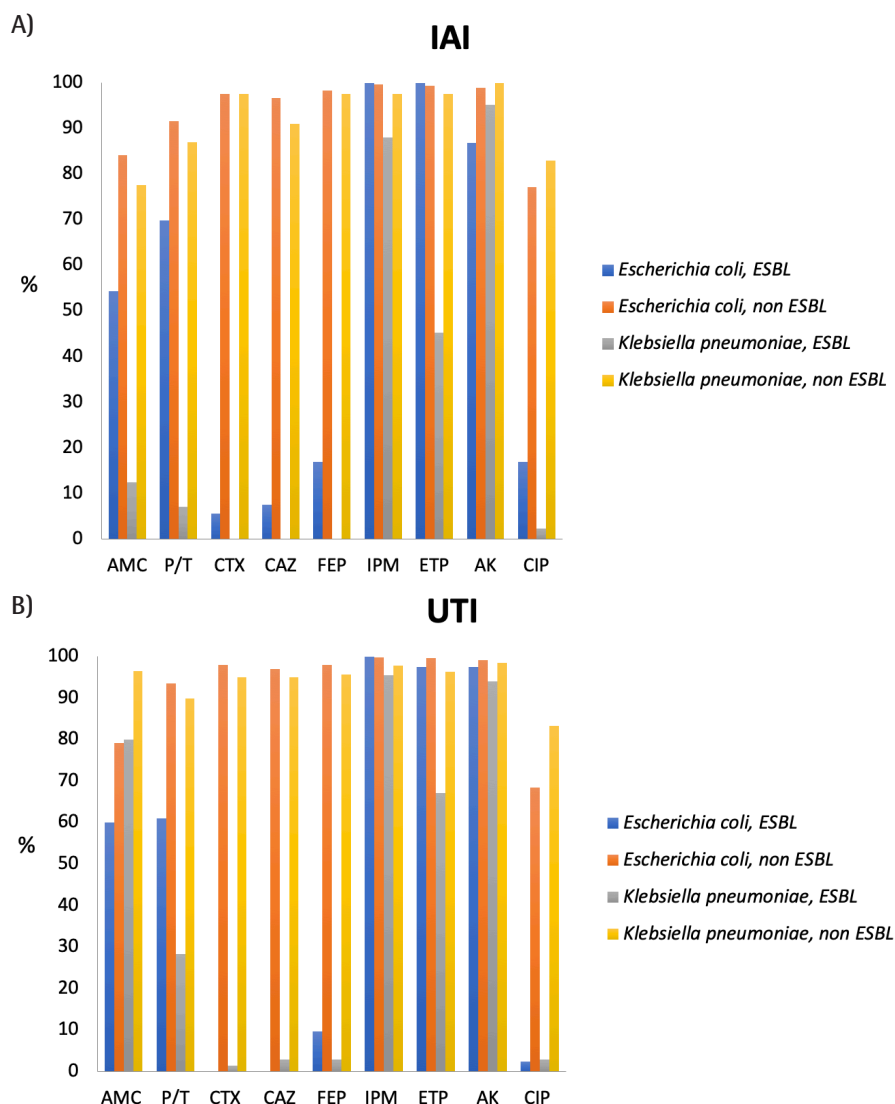 A)
IAI
100
90
80
70
60
50
40
30
20
10
0
%
AMC P/T CTX CAZ FEP IPM ETP AK CIP
Escherichia coli, ESBL
Escherichia coli, non ESBL
Klebsiella pneumoniae, ESBL
Klebsiella pneumoniae, non ESBL
B)
UTI
100
90
80
70
60
50
40
30
20
10
0
%
AMC P/T CTX CAZ FEP IPM ETP AK CIP
Escherichia coli, ESBL
Escherichia coli, non ESBL
Klebsiella pneumoniae, ESBL
Klebsiella pneumoniae, non ESBL